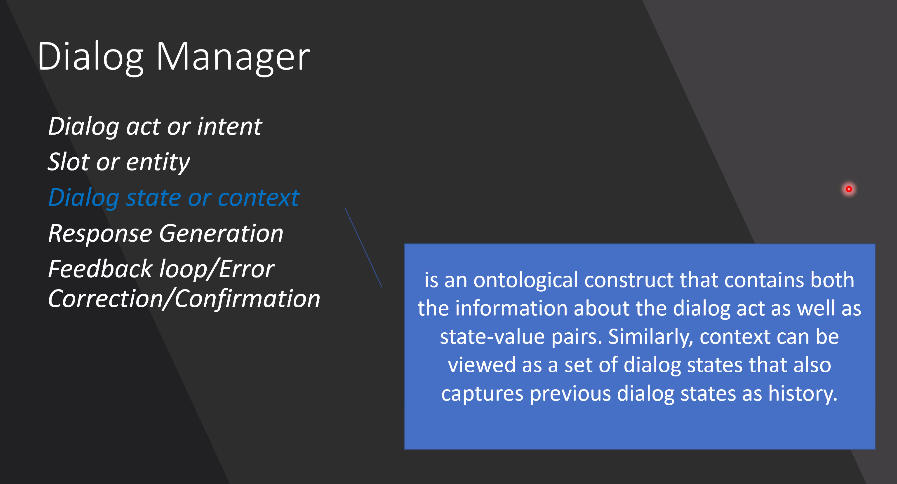 Dialog Manager
Dialog act or intent
Slot or entity
Dialog state or context
Response Generation
Feedback loop/Error
Correction/Confirmation
is an ontological construct that contains both
the information about the dialog act as well as
state-value pairs. Similarly, context can be
viewed as a set of dialog states that also
captures previous dialog states as history.